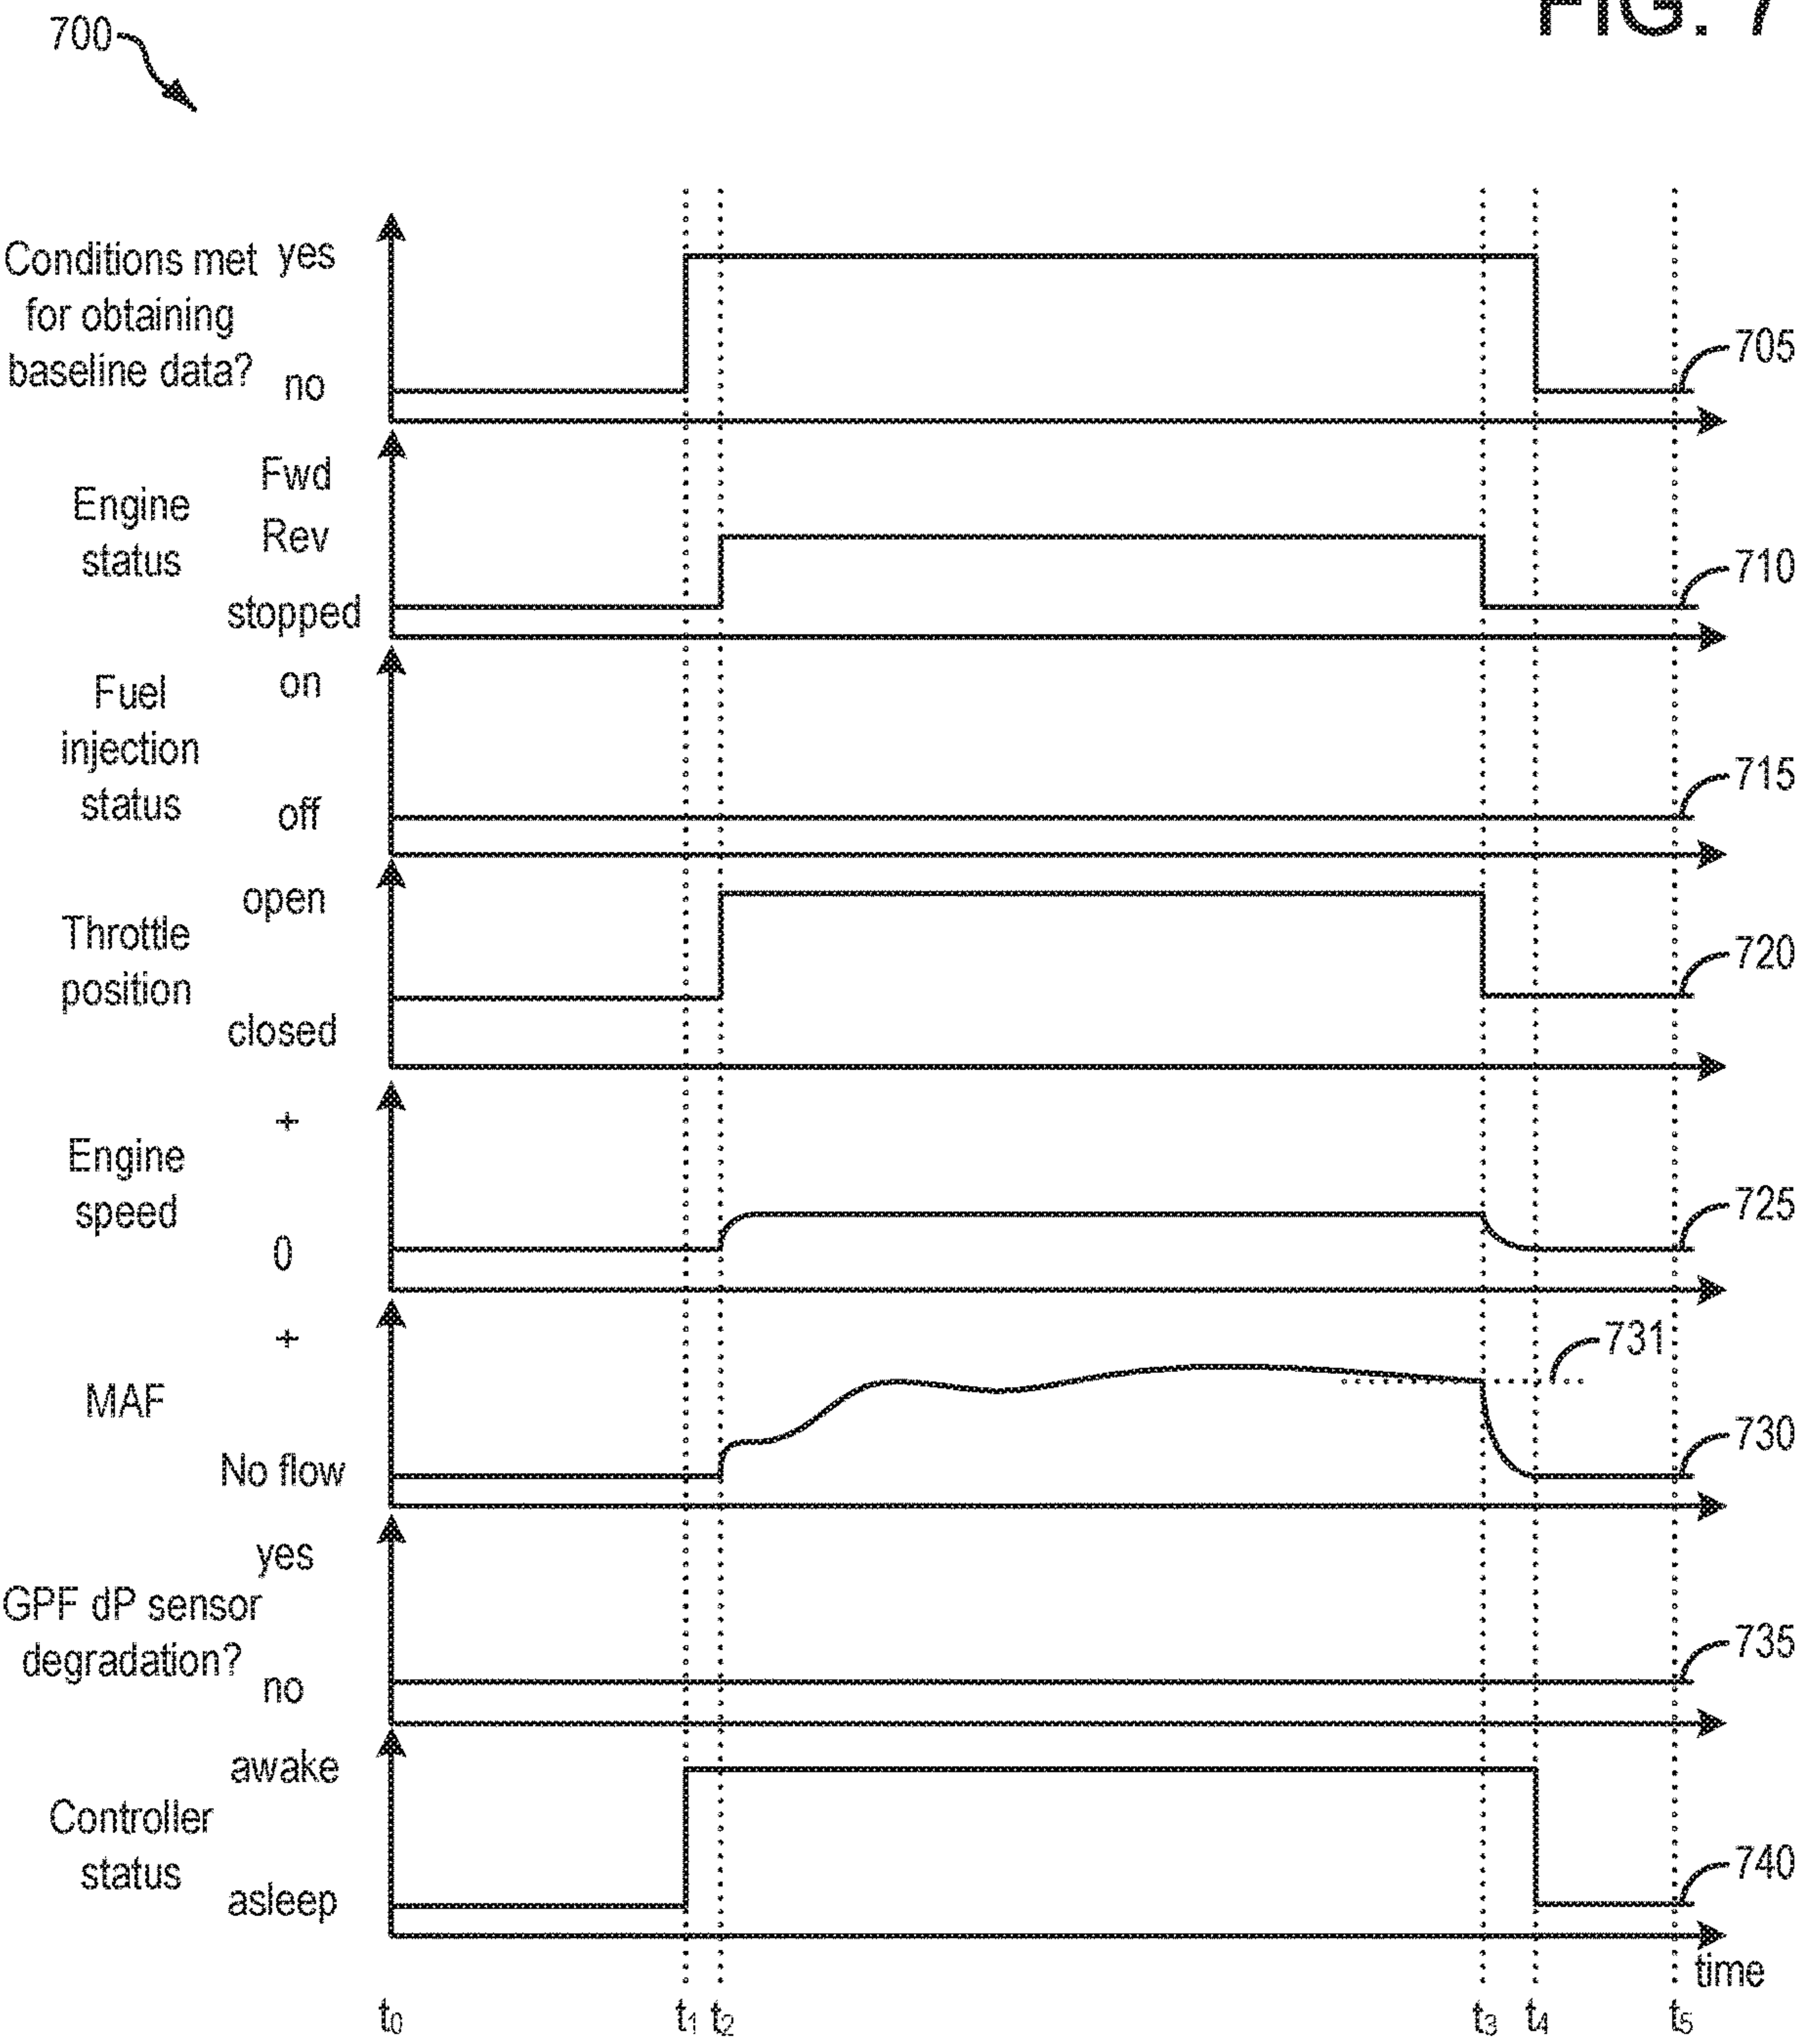 FIG. 7
700
Conditions met
for obtaining
baseline data?
yes
no
705
Engine
status
Fwd
Rev
stopped
710
Fuel
injection
status
on
off
715
Throttle
position
open
closed
720
Engine
speed
+
0
725
MAF
+
No flow
731
730
GPF dP sensor
degradation?
yes
no
735
Controller
status
awake
asleep
740
time
t0 t1 t2 t3 t4 t5